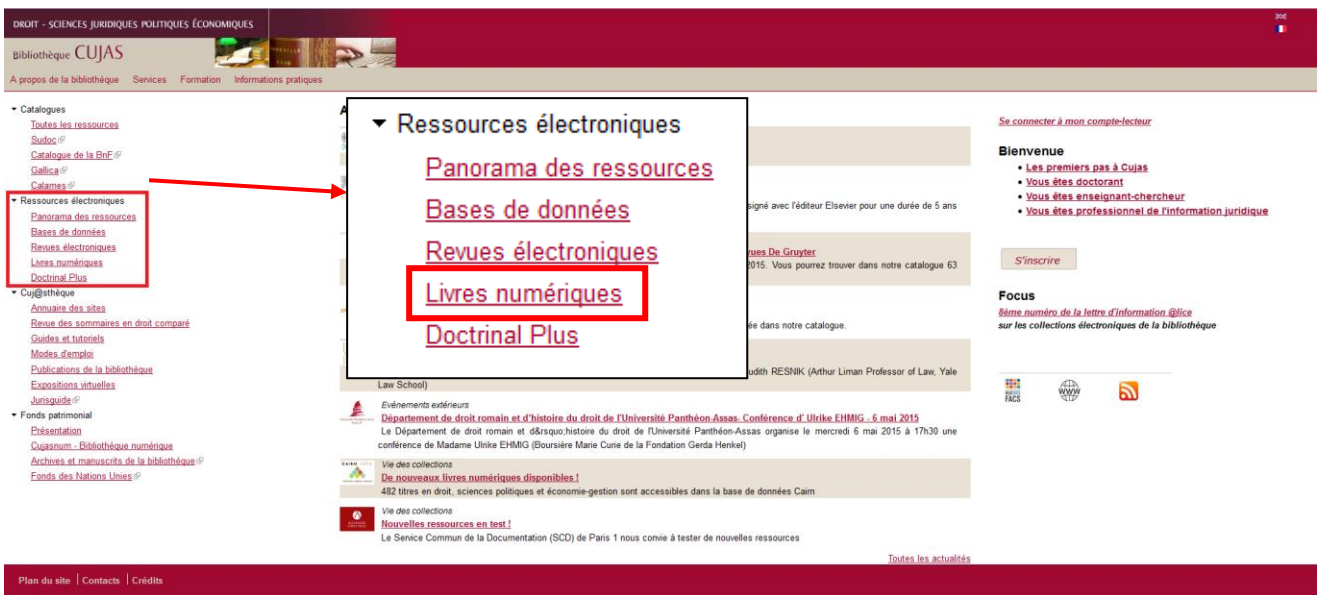 DROIT - SCIENCES JURIDIQUES POLITIQUES ÉCONOMIQUES
Bibliothèque CUJAS
A propos de la bibliothèque Services Formation Informations pratiques
Catalogues
Toutes les ressources
Sudoc
Catalogue de la BnF
Gallica
Calames
Ressources électroniques
Panorama des ressources
Bases de données
Revues électroniques
Livres numériques
Doctrinal Plus
Cuj@sthèque
Annuaire des sites
Revue des sommaires en droit comparé
Guides et tutoriels
Modes d'emploi
Publications de la bibliothèque
Expositions virtuelles
Jurisguide
Fonds patrimonial
Présentation
Cujasnum - Bibliothèque numérique
Archives et manuscrits de la bibliothèque
Fonds des Nations Unies
A
Ressources électroniques
Panorama des ressources
Bases de données
Revues électroniques
Livres numériques
Doctrinal Plus
signé avec l'éditeur Elsevier pour une durée de 5 ans
vues De Gruyter
2015. Vous pourrez trouver dans notre catalogue 63
ée dans notre catalogue.
udith RESNIK (Arthur Liman Professor of Law, Yale
Law School)
Evénements extérieurs
Département de droit romain et d'histoire du droit de l'Université Panthéon-Assas- Conférence d' Ulrike EHMIG - 6 mai 2015
Le Département de droit romain et d&rsquo;histoire du droit de l'Université Panthéon-Assas organise le mercredi 6 mai 2015 à 17h30 une
conférence de Madame Ulrike EHMIG (Boursière Marie Curie de la Fondation Gerda Henkel)
Vie des collections
De nouveaux livres numériques disponibles !
482 titres en droit, sciences politiques et économie-gestion sont accessibles dans la base de données Cairn
Vie des collections
Nouvelles ressources en test !
Le Service Commun de la Documentation (SCD) de Paris 1 nous convie à tester de nouvelles ressources
Toutes les actualités
Se connecter à mon compte-lecteur
Bienvenue
Les premiers pas à Cujas
Vous êtes doctorant
Vous êtes enseignant-chercheur
Vous êtes professionnel de l'information juridique
S'inscrire
Focus
8ème numéro de la lettre d'information @lice
sur les collections électroniques de la bibliothèque
FACS
WWW
Plan du site | Contacts | Crédits